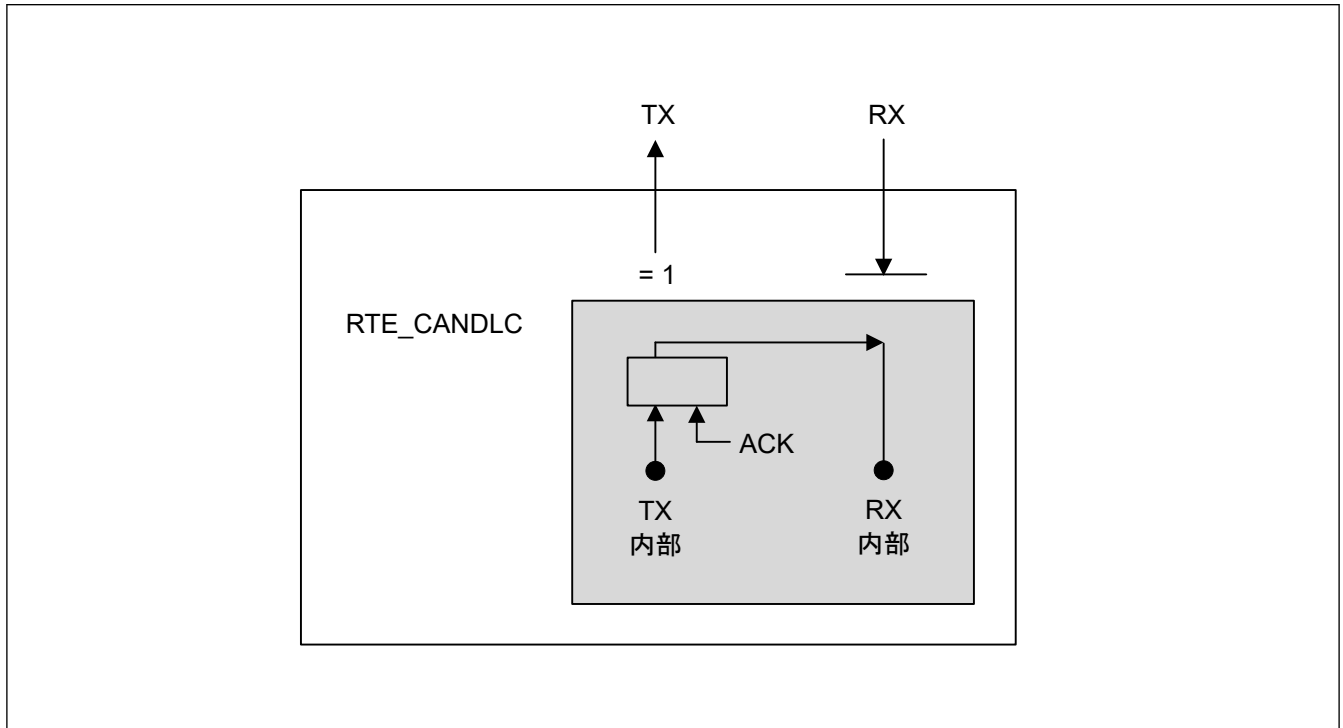 TX
RX
= 1
RTE_CANDLC
ACK
TX
内部
RX
内部